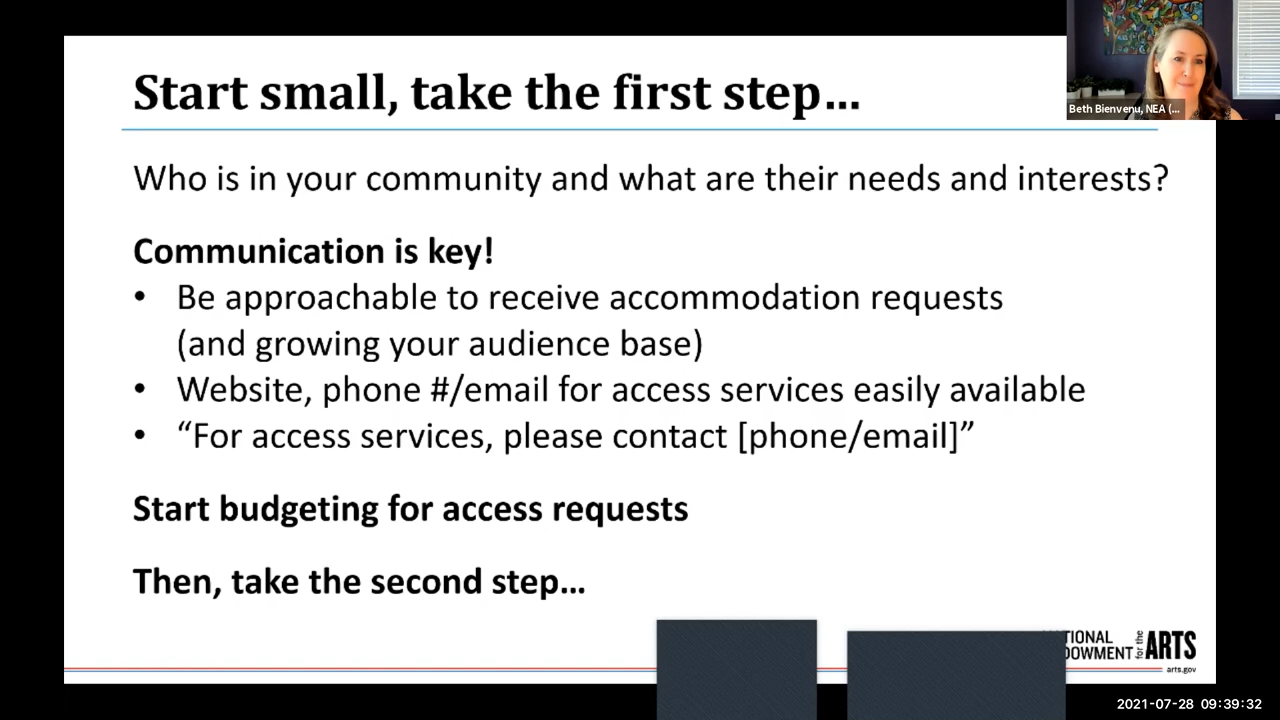 Start small, take the first step…
Beth Bienvenu, NEA (...
Who is in your community and what are their needs and interests?
Communication is key!
• Be approachable to receive accommodation requests
(and growing your audience base)
• Website, phone #/email for access services easily available
• “For access services, please contact [phone/email]”
Start budgeting for access requests
Then, take the second step…
for the
ARTS
arts.gov
2021-07-28 09:39:32